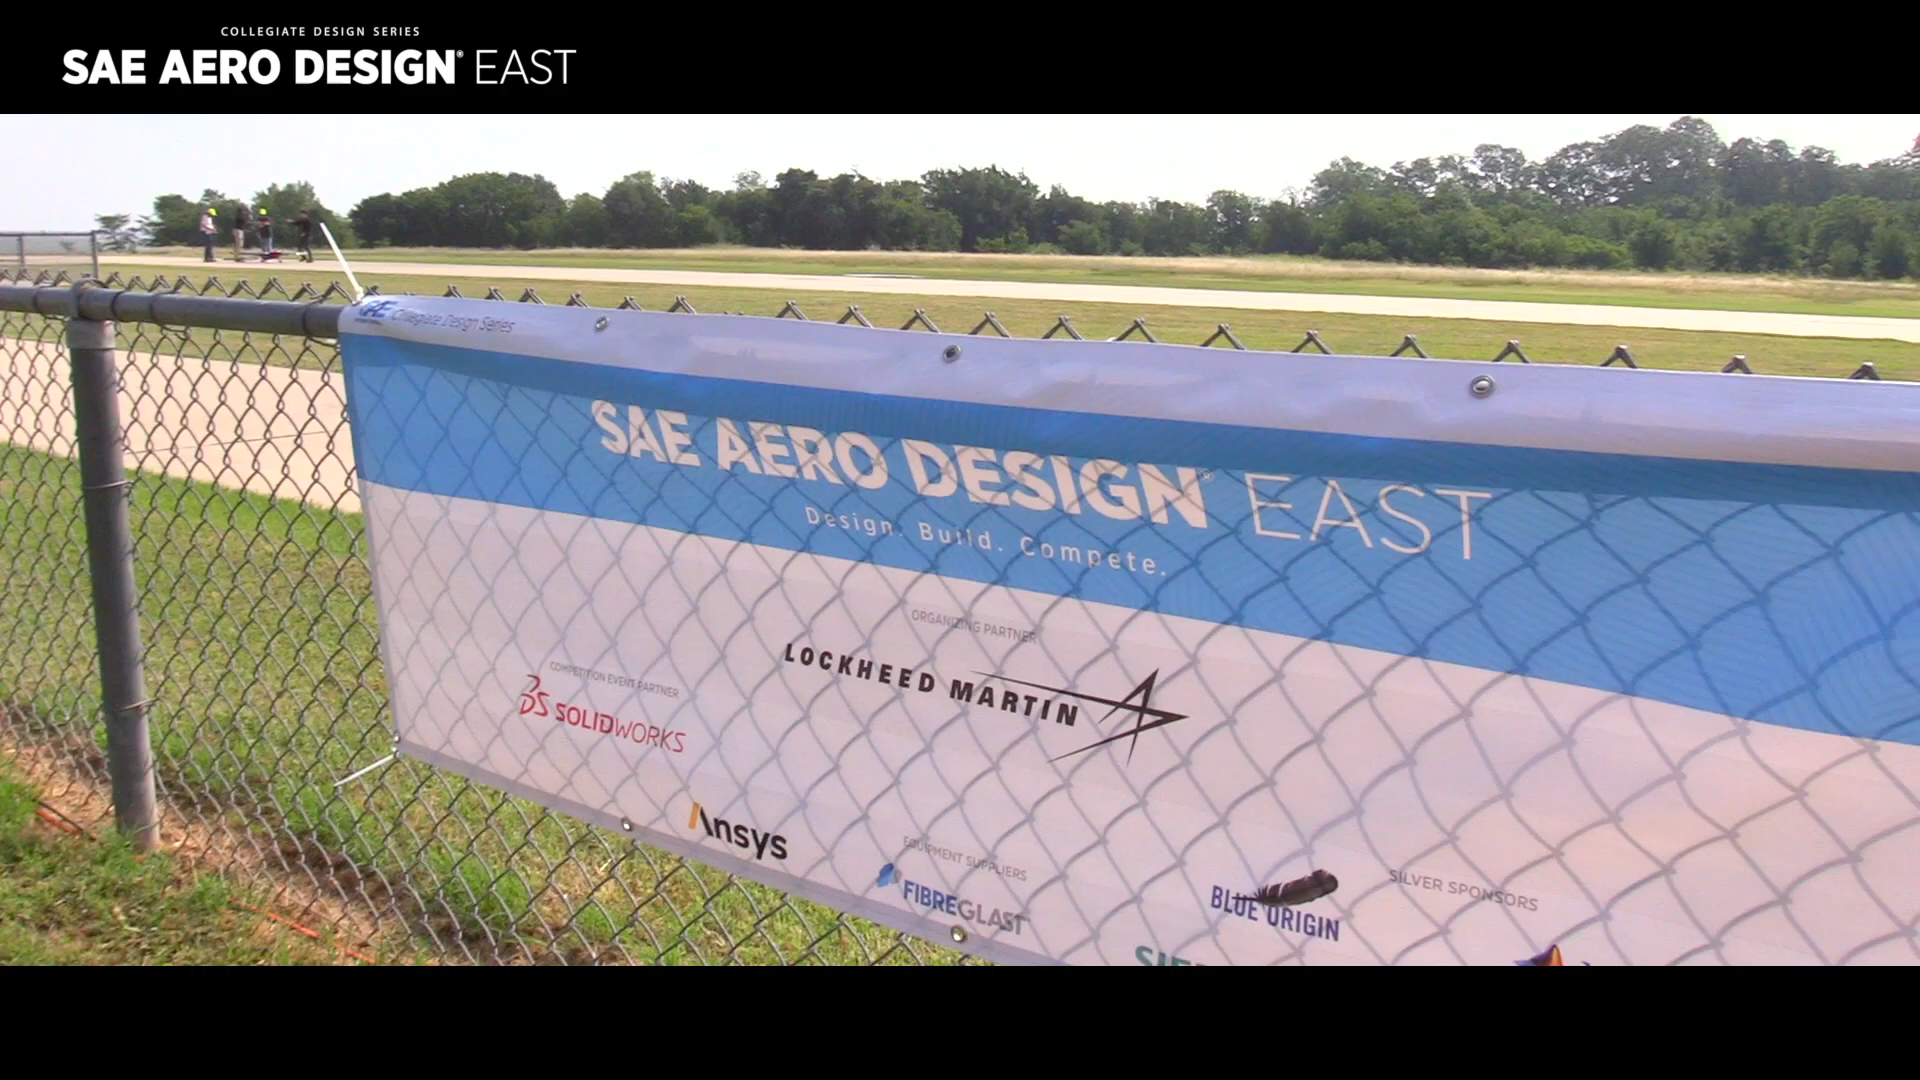 COLLEGIATE DESIGN SERIES
SAE AERO DESIGN® EAST
SAE Collegiate Design Series
SAE AERO DESIGN® EAST
Design. Build. Compete.
ORGANIZING PARTNER
LOCKHEED MARTIN
COMPETITION EVENT PARTNER
SOLIDWORKS
Ansys
EQUIPMENT SUPPLIERS
FIBREGLAST
BLUE ORIGIN
SILVER SPONSORS